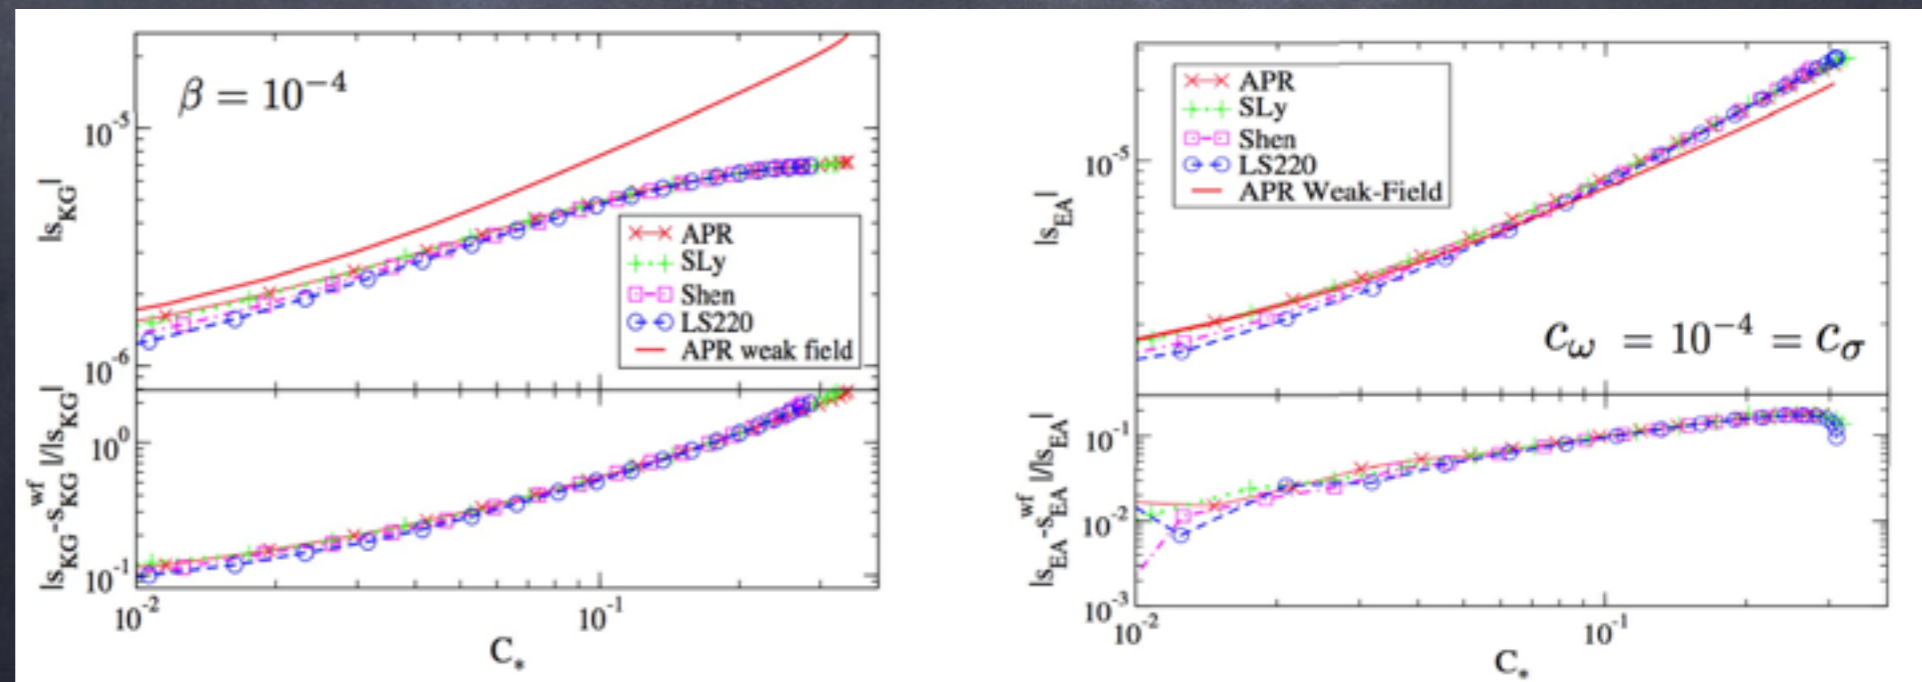 β = 10⁻⁴
10⁻⁵
|s_KG|
APR
SLy
Shen
LS220
APR weak field
10⁻⁶
|s_KG-s_KG^wf|/|s_KG|
10⁰
10⁻¹
10⁻² 10⁻¹
C*
APR
SLy
Shen
LS220
APR Weak-Field
10⁻⁵
|s_EA|
c_ω = 10⁻⁴ = c_σ
|s_EA-s_EA^wf|/|s_EA|
10⁻¹
10⁻²
10⁻³
10⁻² 10⁻¹
C*